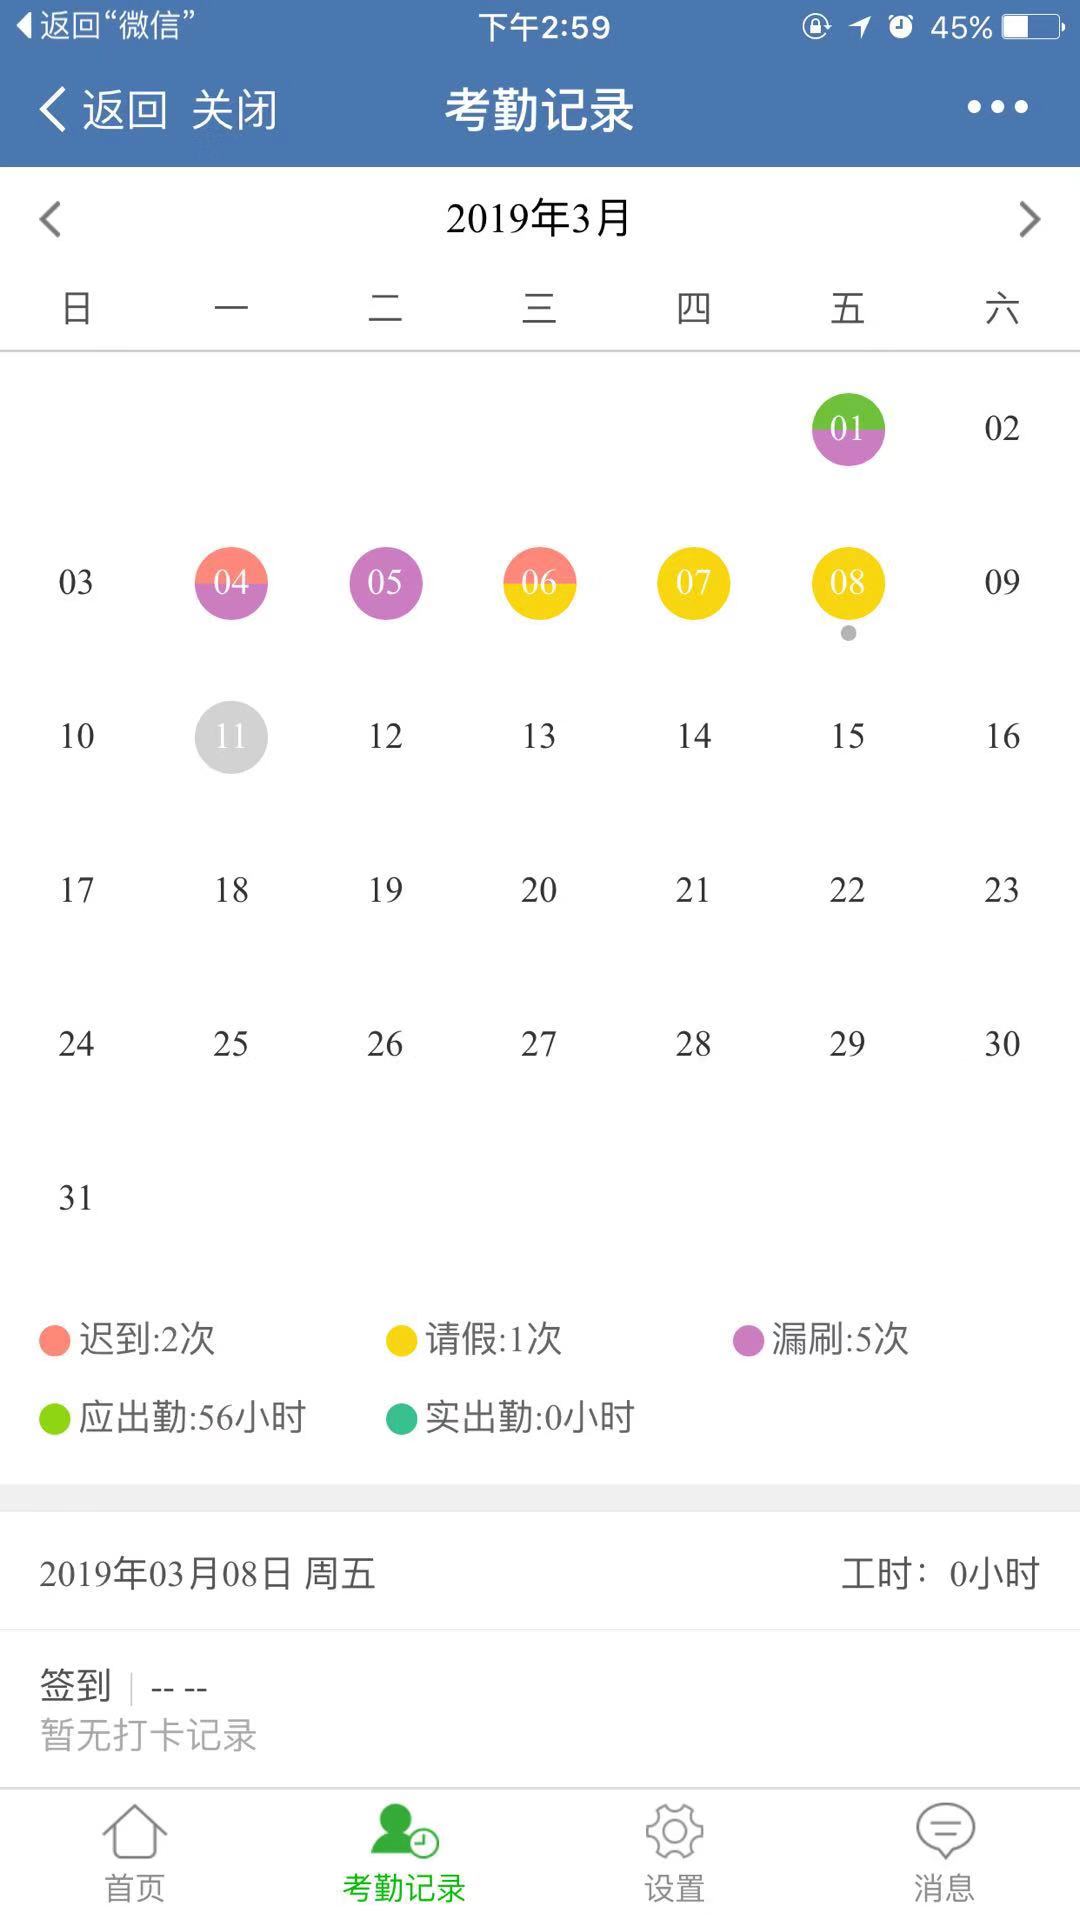 返回“微信” 下午2:59 45%
返回 关闭 考勤记录
2019年3月
日 一 二 三 四 五 六
01 02
03 04 05 06 07 08 09
10 11 12 13 14 15 16
17 18 19 20 21 22 23
24 25 26 27 28 29 30
31
迟到:2次 请假:1次 漏刷:5次
应出勤:56小时 实出勤:0小时
2019年03月08日 周五 工时：0小时
签到 -- --
暂无打卡记录
首页 考勤记录 设置 消息